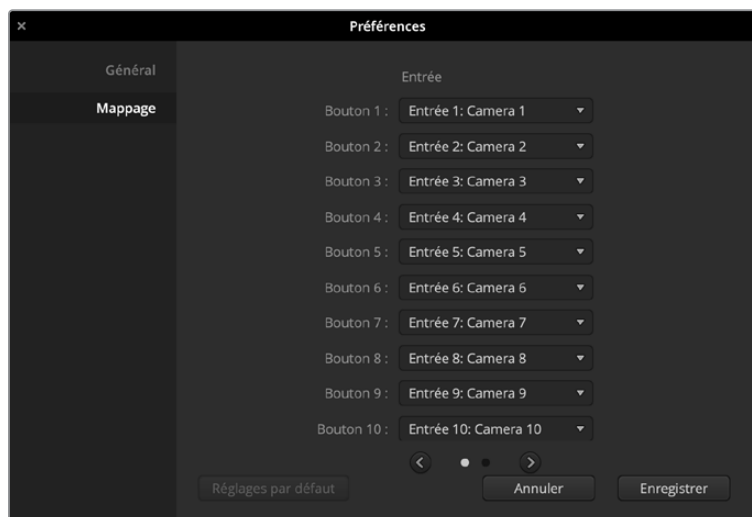 Préférences
Général
Mappage
Entrée
Bouton 1 : Entrée 1: Camera 1
Bouton 2 : Entrée 2: Camera 2
Bouton 3 : Entrée 3: Camera 3
Bouton 4 : Entrée 4: Camera 4
Bouton 5 : Entrée 5: Camera 5
Bouton 6 : Entrée 6: Camera 6
Bouton 7 : Entrée 7: Camera 7
Bouton 8 : Entrée 8: Camera 8
Bouton 9 : Entrée 9: Camera 9
Bouton 10 : Entrée 10: Camera 10
Réglages par défaut Annuler Enregistrer